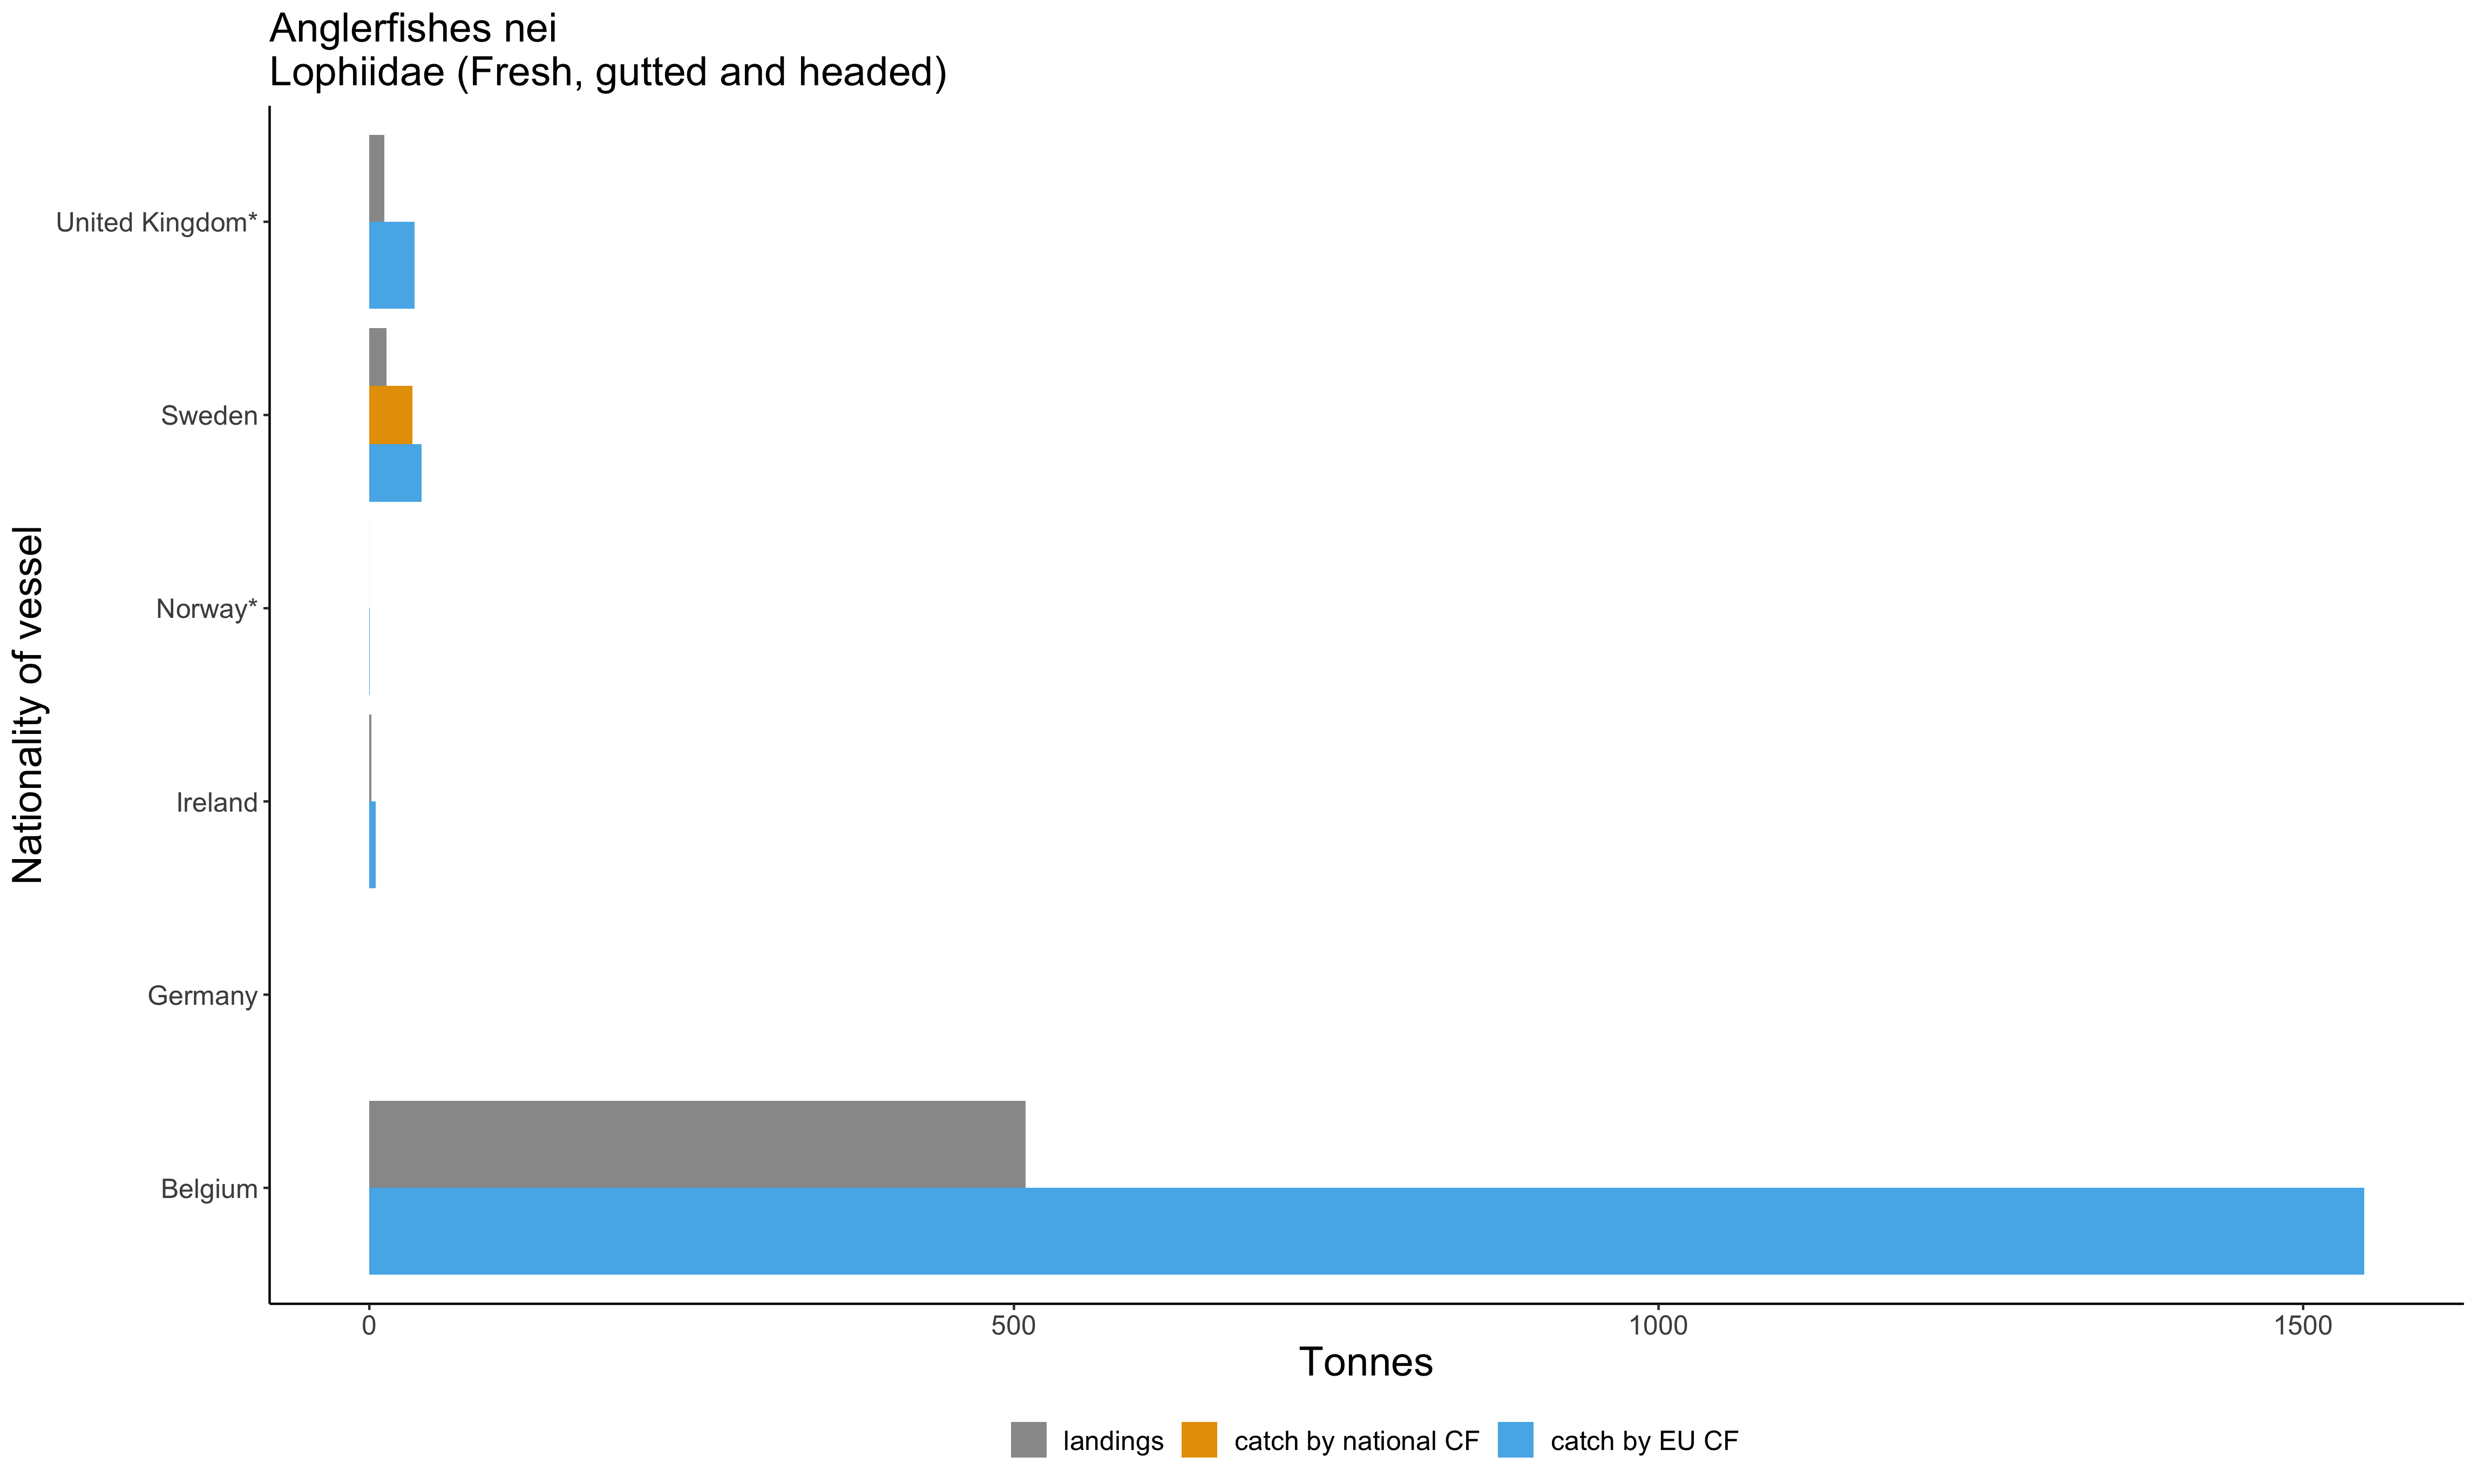 Anglerfishes nei
Lophiidae (Fresh, gutted and headed)
Nationality of vessel
United Kingdom*
Sweden
Norway*
Ireland
Germany
Belgium
0 500 1000 1500
Tonnes
landings catch by national CF catch by EU CF